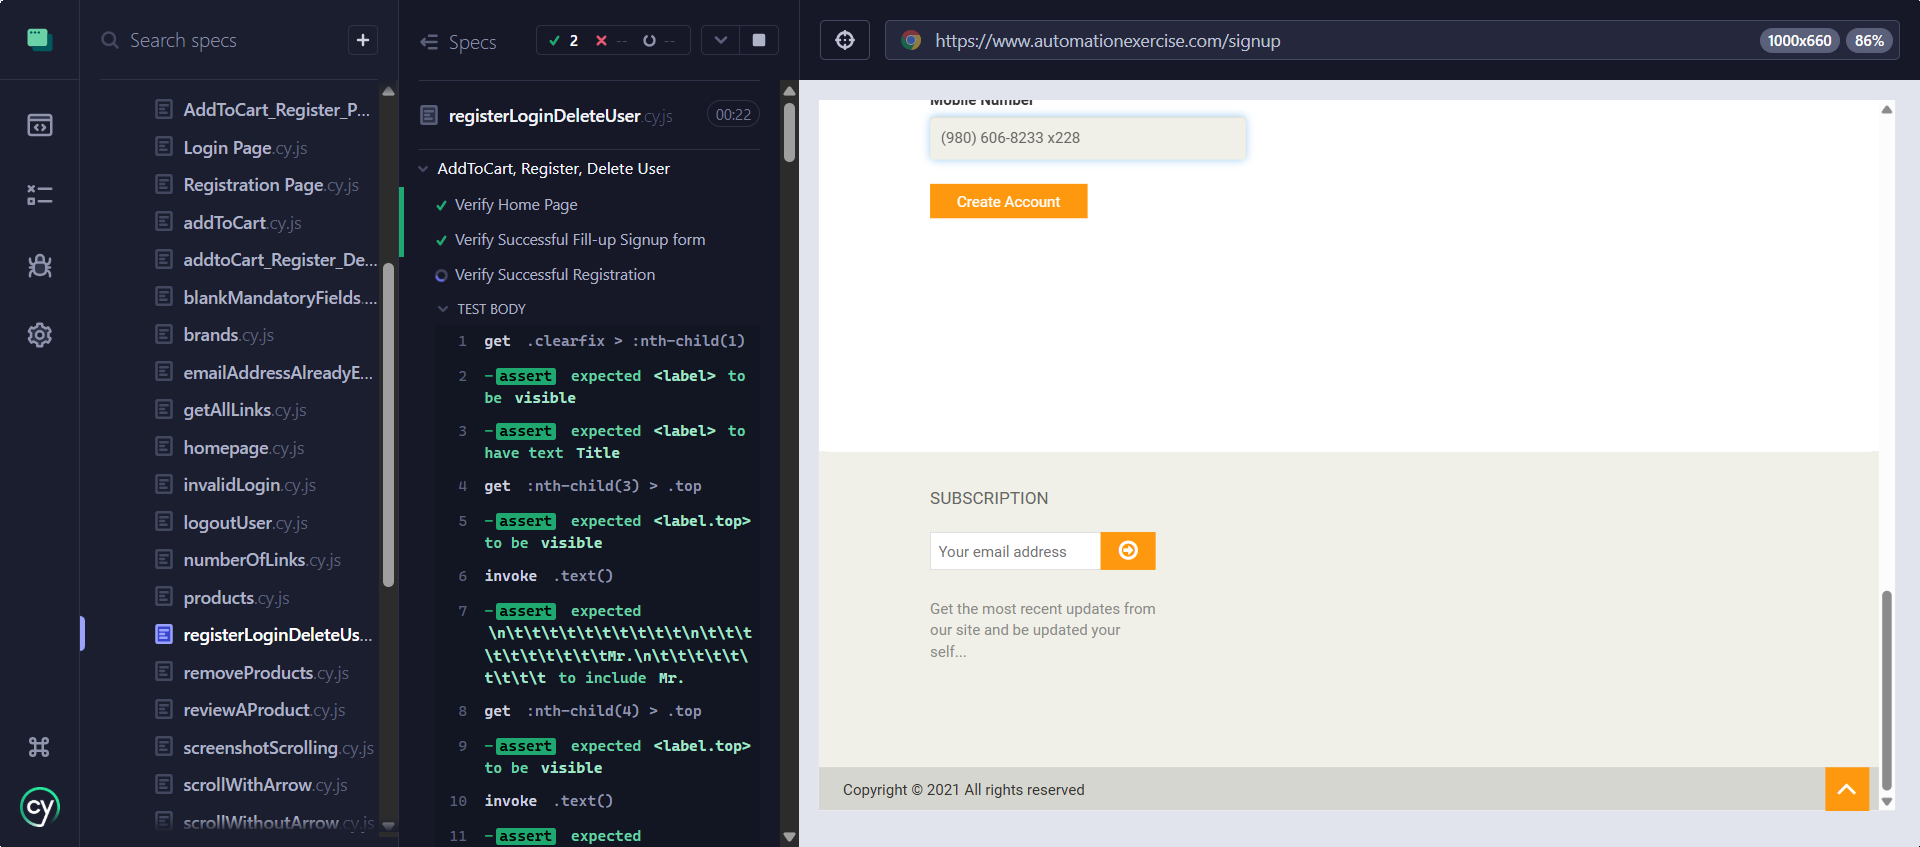 Search specs
+
AddToCart_Register_P...
Login Page.cy.js
Registration Page.cy.js
addToCart.cy.js
addtoCart_Register_De...
blankMandatoryFields....
brands.cy.js
emailAddressAlreadyE...
getAllLinks.cy.js
homepage.cy.js
invalidLogin.cy.js
logoutUser.cy.js
numberOfLinks.cy.js
products.cy.js
registerLoginDeleteUs...
removeProducts.cy.js
reviewAProduct.cy.js
screenshotScrolling.cy.js
scrollWithArrow.cy.js
scrollWithoutArrow.cy.js
cy
Specs
2 -- --
registerLoginDeleteUser.cy.js 00:22
AddToCart, Register, Delete User
Verify Home Page
Verify Successful Fill-up Signup form
Verify Successful Registration
TEST BODY
1 get .clearfix > :nth-child(1)
2 -assert expected <label> to
be visible
3 -assert expected <label> to
have text Title
4 get :nth-child(3) > .top
5 -assert expected <label.top>
to be visible
6 invoke .text()
7 -assert expected
\n\t\t\t\t\t\t\t\t\t\n\t\t\t
\t\t\t\t\t\tMr.\n\t\t\t\t\t\
t\t\t\t to include Mr.
8 get :nth-child(4) > .top
9 -assert expected <label.top>
to be visible
10 invoke .text()
11 -assert expected
https://www.automationexercise.com/signup
1000x660 86%
Mobile Number
(980) 606-8233 x228
Create Account
SUBSCRIPTION
Your email address
Get the most recent updates from
our site and be updated your
self...
Copyright © 2021 All rights reserved